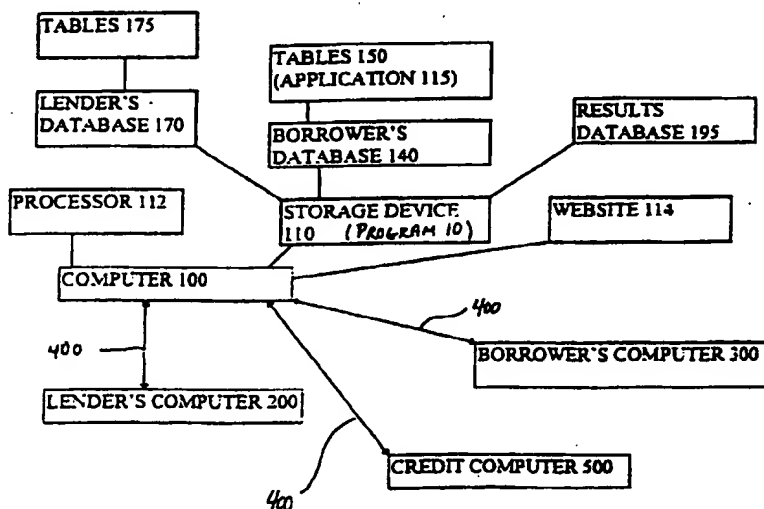 TABLES 175
TABLES 150
(APPLICATION 115)
LENDER'S
DATABASE 170
BORROWER'S
DATABASE 140
RESULTS
DATABASE 195
PROCESSOR 112
STORAGE DEVICE
110 (PROGRAM 10)
WEBSITE 114
COMPUTER 100
400
400
BORROWER'S COMPUTER 300
LENDER'S COMPUTER 200
CREDIT COMPUTER 500
400